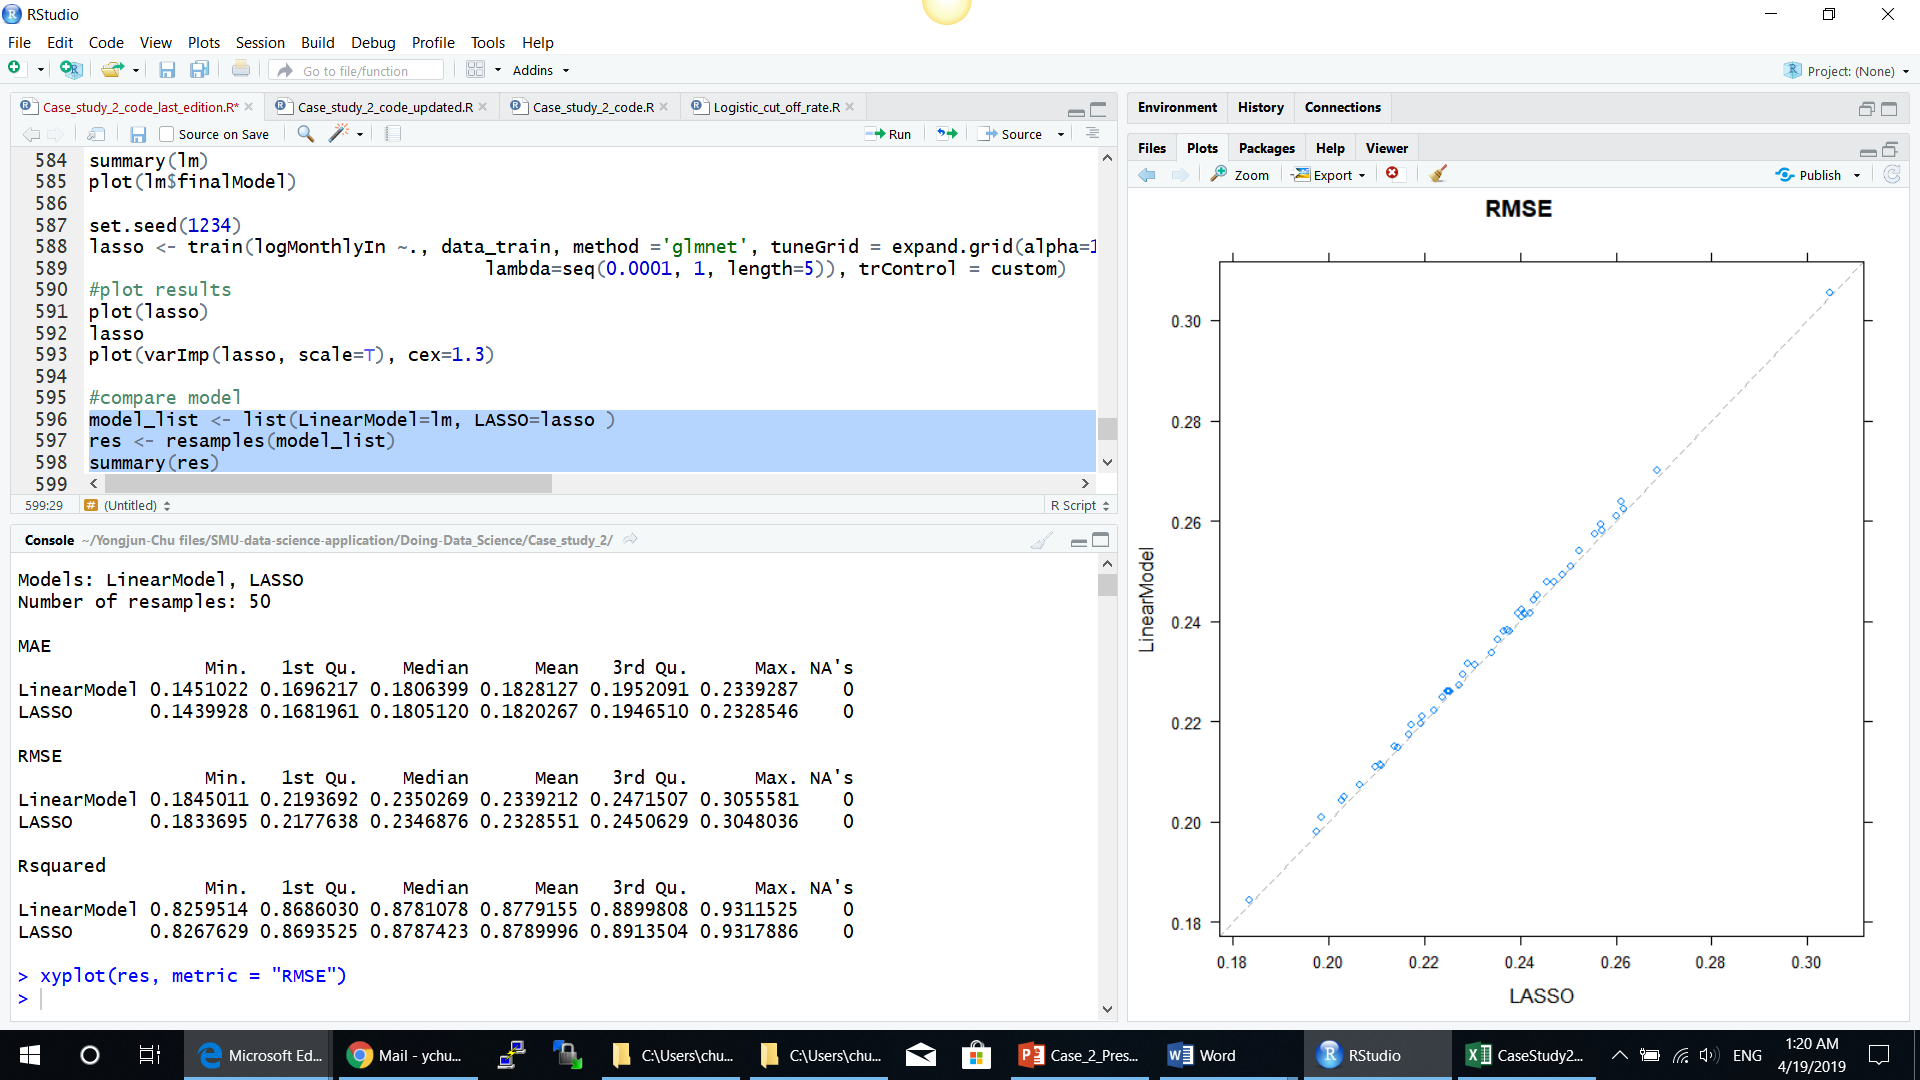 RStudio
File Edit Code View Plots Session Build Debug Profile Tools Help
Go to file/function Addins Project: (None)
Case_study_2_code_last_edition.R* Case_study_2_code_updated.R Case_study_2_code.R Logistic_cut_off_rate.R
Source on Save Run Source
584 summary(lm)
585 plot(lm$finalModel)
586
587 set.seed(1234)
588 lasso <- train(logMonthlyIn ~., data_train, method ='glmnet', tuneGrid = expand.grid(alpha=1
589 lambda=seq(0.0001, 1, length=5)), trControl = custom)
590 #plot results
591 plot(lasso)
592 lasso
593 plot(varImp(lasso, scale=T), cex=1.3)
594
595 #compare model
596 model_list <- list(LinearModel=lm, LASSO=lasso )
597 res <- resamples(model_list)
598 summary(res)
599
599:29 # (Untitled) R Script
Console ~/Yongjun-Chu files/SMU-data-science-application/Doing-Data_Science/Case_study_2/
Models: LinearModel, LASSO
Number of resamples: 50
MAE
Min. 1st Qu. Median Mean 3rd Qu. Max. NA's
LinearModel 0.1451022 0.1696217 0.1806399 0.1828127 0.1952091 0.2339287 0
LASSO 0.1439928 0.1681961 0.1805120 0.1820267 0.1946510 0.2328546 0
RMSE
Min. 1st Qu. Median Mean 3rd Qu. Max. NA's
LinearModel 0.1845011 0.2193692 0.2350269 0.2339212 0.2471507 0.3055581 0
LASSO 0.1833695 0.2177638 0.2346876 0.2328551 0.2450629 0.3048036 0
Rsquared
Min. 1st Qu. Median Mean 3rd Qu. Max. NA's
LinearModel 0.8259514 0.8686030 0.8781078 0.8779155 0.8899808 0.9311525 0
LASSO 0.8267629 0.8693525 0.8787423 0.8789996 0.8913504 0.9317886 0
> xyplot(res, metric = "RMSE")
>
Environment History Connections
Files Plots Packages Help Viewer
Zoom Export Publish
RMSE
LinearModel
0.30
0.28
0.26
0.24
0.22
0.20
0.18
0.18 0.20 0.22 0.24 0.26 0.28 0.30
LASSO
Microsoft Ed... Mail - ychu... C:\Users\chu... C:\Users\chu... Case_2_Pres... Word RStudio CaseStudy2... ENG 1:20 AM
4/19/2019